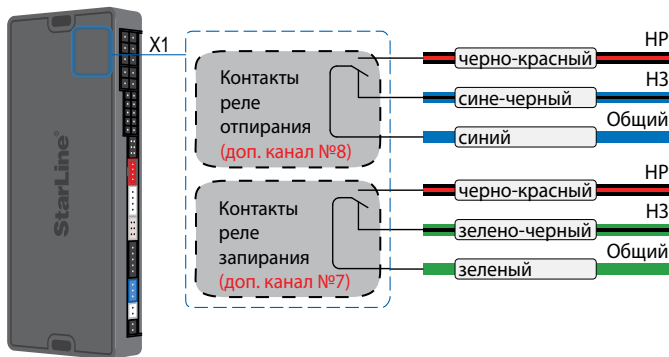 X1
StarLine®
Контакты
реле
отпирания
(доп. канал №8)
черно-красный
НР
сине-черный
НЗ
синий
Общий
Контакты
реле
запирания
(доп. канал №7)
черно-красный
НР
зелено-черный
НЗ
зеленый
Общий